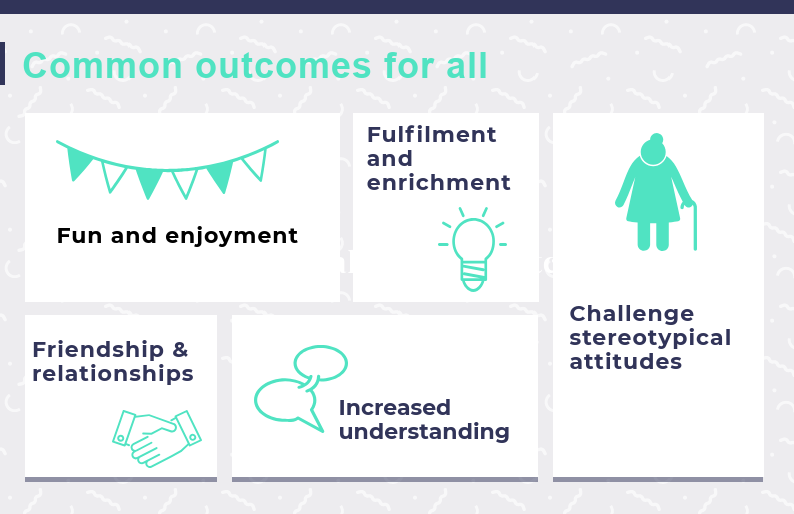 Common outcomes for all
Fun and enjoyment
Fulfilment
and
enrichment
Challenge
stereotypical
attitudes
Friendship &
relationships
Increased
understanding